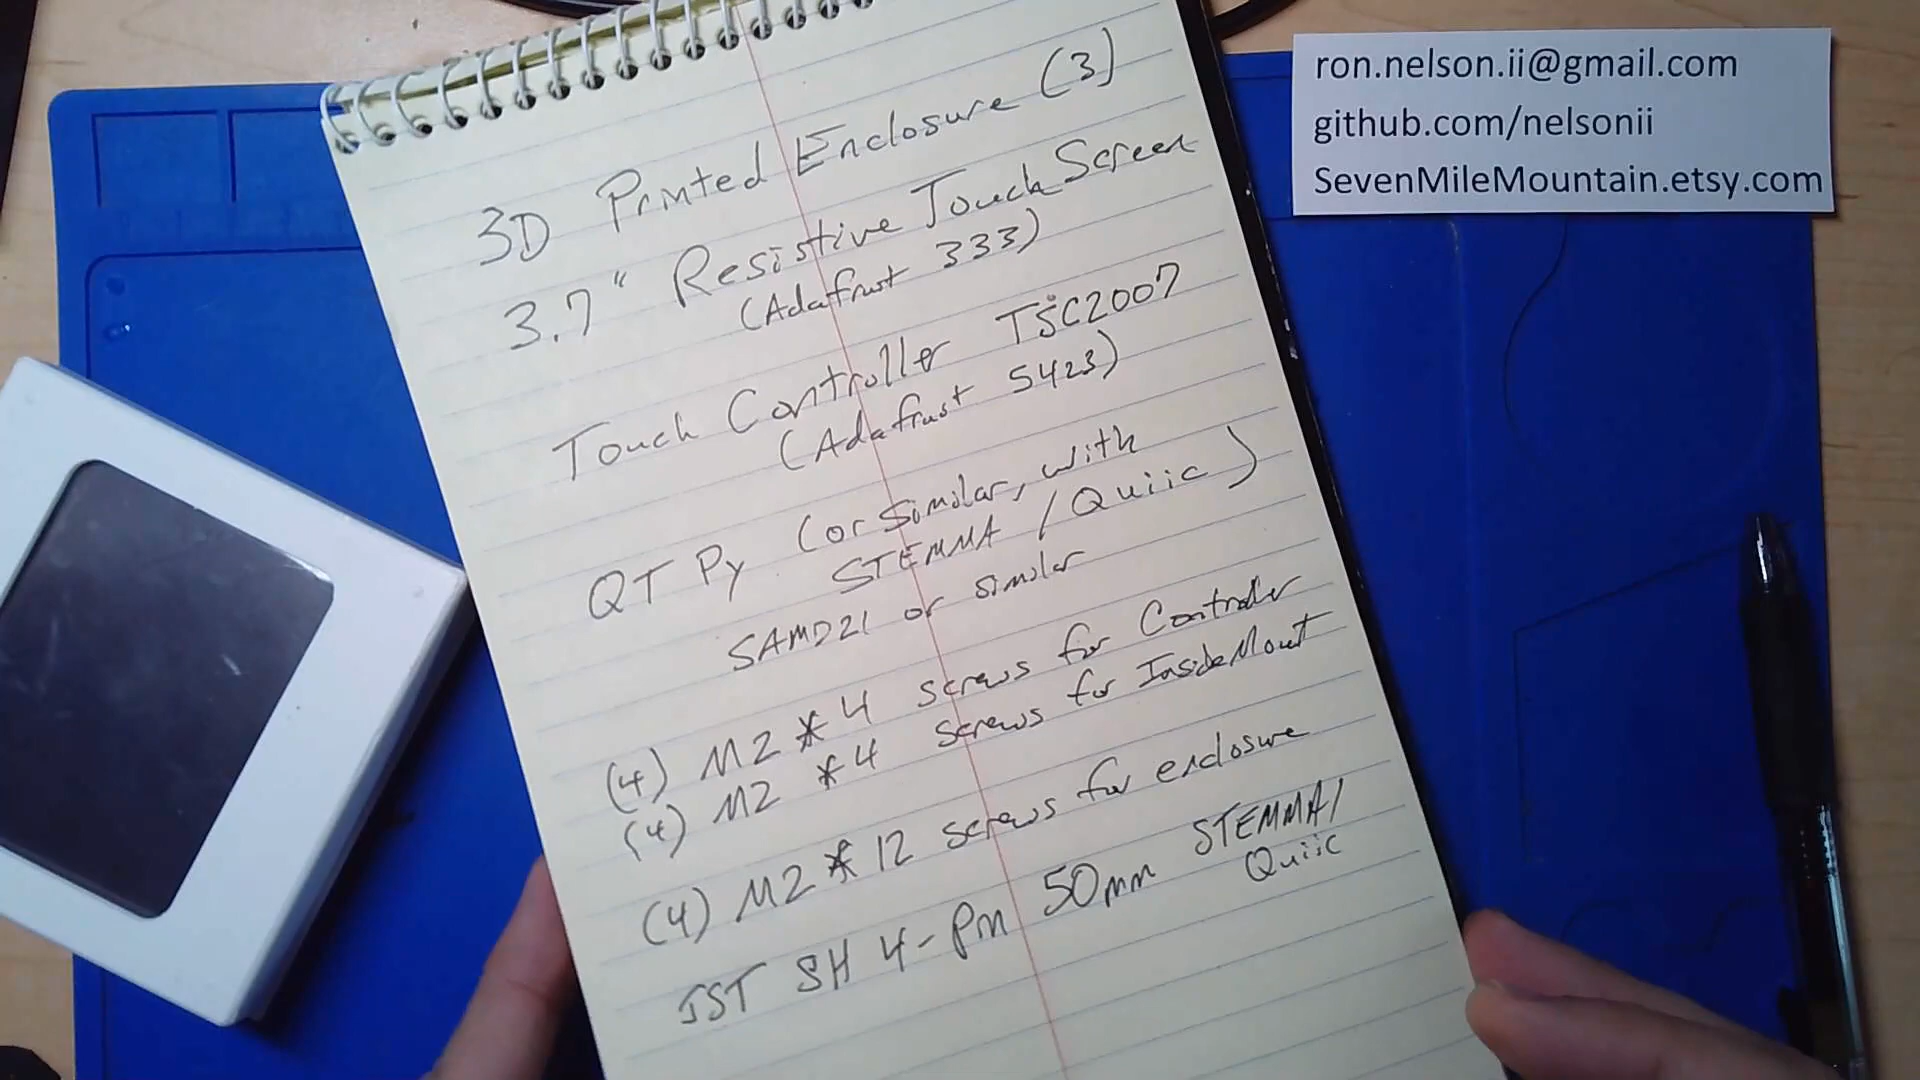 3D Printed Enclosure (3)
3.7" Resistive Touch Screen
(Adafruit 333)
Touch Controller TSC2007
(Adafruit 5423)
QT Py (or similar, with
STEMMA / Quiic)
SAMD21 or similar
(4) M2 * 4 screws for Controller
(4) M2 * 4 screws for Inside Mount
(4) M2 * 12 screws for enclosure
JST SH 4-Pin 50mm STEMMA/
Quiic
ron.nelson.ii@gmail.com
github.com/nelsonii
SevenMileMountain.etsy.com